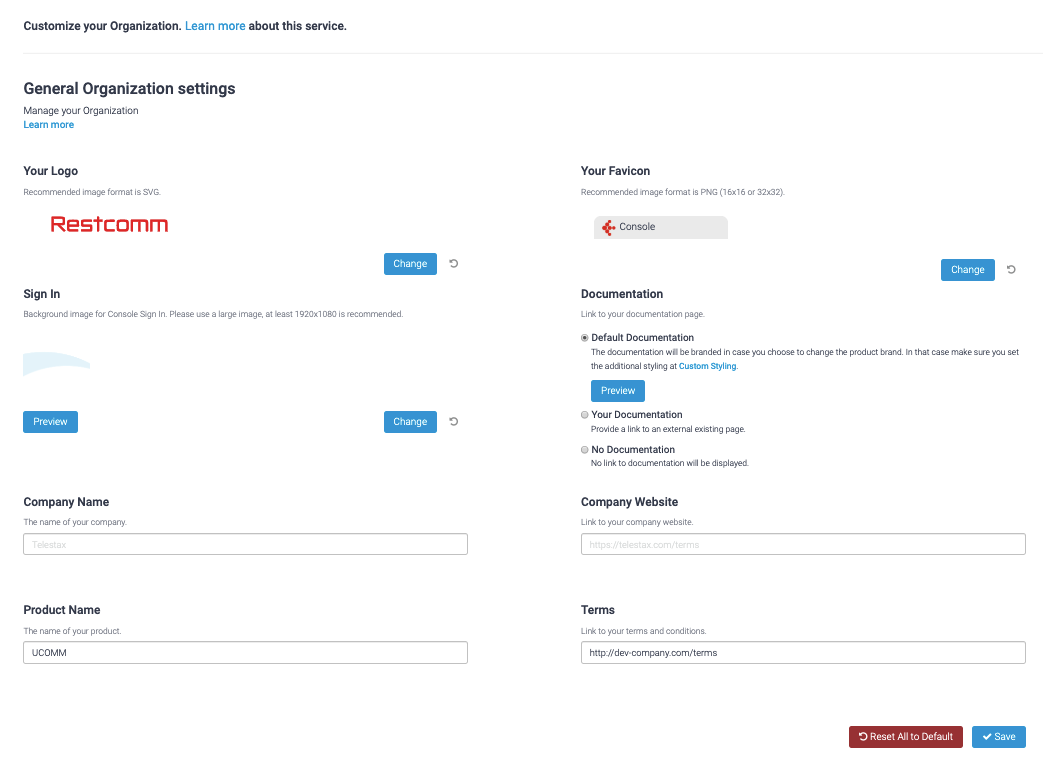 Customize your Organization. Learn more about this service.
General Organization settings
Manage your Organization
Learn more
Your Logo
Recommended image format is SVG.
Restcomm
Change
Your Favicon
Recommended image format is PNG (16x16 or 32x32).
Console
Change
Sign In
Background image for Console Sign In. Please use a large image, at least 1920x1080 is recommended.
Preview
Change
Documentation
Link to your documentation page.
Default Documentation
The documentation will be branded in case you choose to change the product brand. In that case make sure you set
the additional styling at Custom Styling.
Preview
Your Documentation
Provide a link to an external existing page.
No Documentation
No link to documentation will be displayed.
Company Name
The name of your company.
Telestax
Company Website
Link to your company website.
https://telestax.com/terms
Product Name
The name of your product.
UCOMM
Terms
Link to your terms and conditions.
http://dev-company.com/terms
Reset All to Default
Save